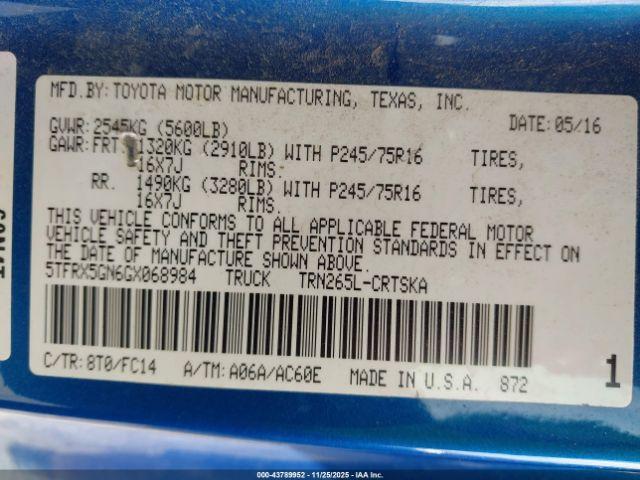 MFD.BY:TOYOTA MOTOR MANUFACTURING, TEXAS, INC.
GVWR:2545KG (5600LB) DATE:05/16
GAWR:FRT. 1320KG (2910LB) WITH P245/75R16 TIRES,
16X7J RIMS.
RR. 1490KG (3280LB) WITH P245/75R16 TIRES,
16X7J RIMS.
THIS VEHICLE CONFORMS TO ALL APPLICABLE FEDERAL MOTOR
VEHICLE SAFETY AND THEFT PREVENTION STANDARDS IN EFFECT ON
THE DATE OF MANUFACTURE SHOWN ABOVE.
5TFRX5GN6GX068984 TRUCK TRN265L-CRTSKA
C/TR:8T0/FC14 A/TM:A06A/AC60E MADE IN U.S.A. 872 1
000-43789952 - 11/25/2025 - IAA Inc.